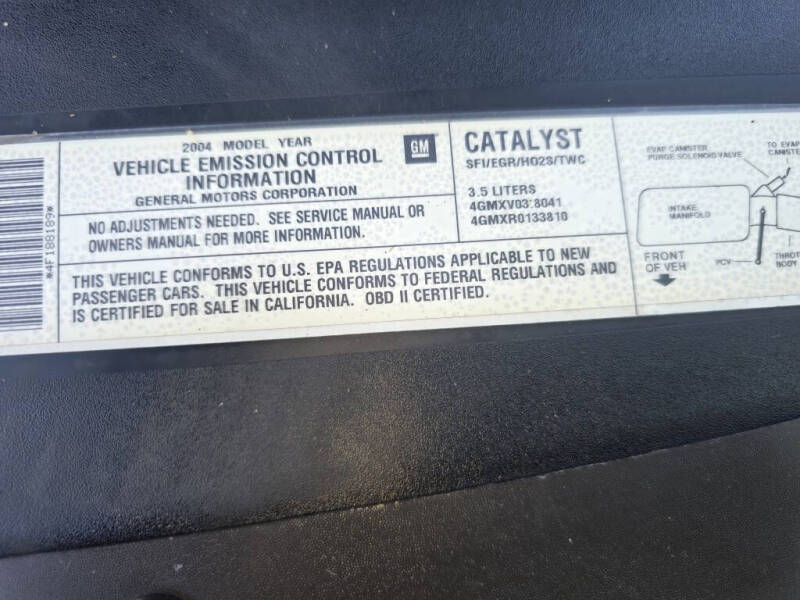 *4F188189*
2004 MODEL YEAR
VEHICLE EMISSION CONTROL
INFORMATION
GENERAL MOTORS CORPORATION
GM
NO ADJUSTMENTS NEEDED. SEE SERVICE MANUAL OR
OWNERS MANUAL FOR MORE INFORMATION.
THIS VEHICLE CONFORMS TO U.S. EPA REGULATIONS APPLICABLE TO NEW
PASSENGER CARS. THIS VEHICLE CONFORMS TO FEDERAL REGULATIONS AND
IS CERTIFIED FOR SALE IN CALIFORNIA. OBD II CERTIFIED.
CATALYST
SFI/EGR/HO2S/TWC
3.5 LITERS
4GMXR0133810
EVAP CANISTER
PURGE SOLENOID VALVE
TO EVAP
CANISTE
INTAKE
MANIFOLD
FRONT
OF VEH
PCV
THROT
BODY